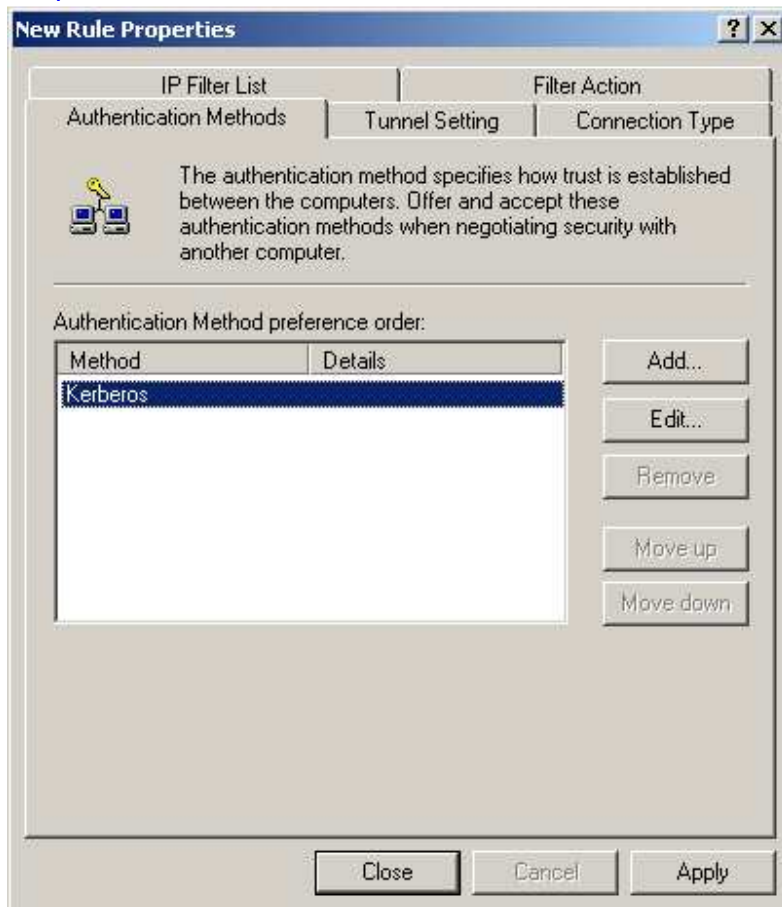 New Rule Properties
IP Filter List
Filter Action
Authentication Methods
Tunnel Setting
Connection Type
The authentication method specifies how trust is established
between the computers. Offer and accept these
authentication methods when negotiating security with
another computer.
Authentication Method preference order:
Method
Details
Add...
Kerberos
Edit...
Remove
Move up
Move down
Close
Cancel
Apply